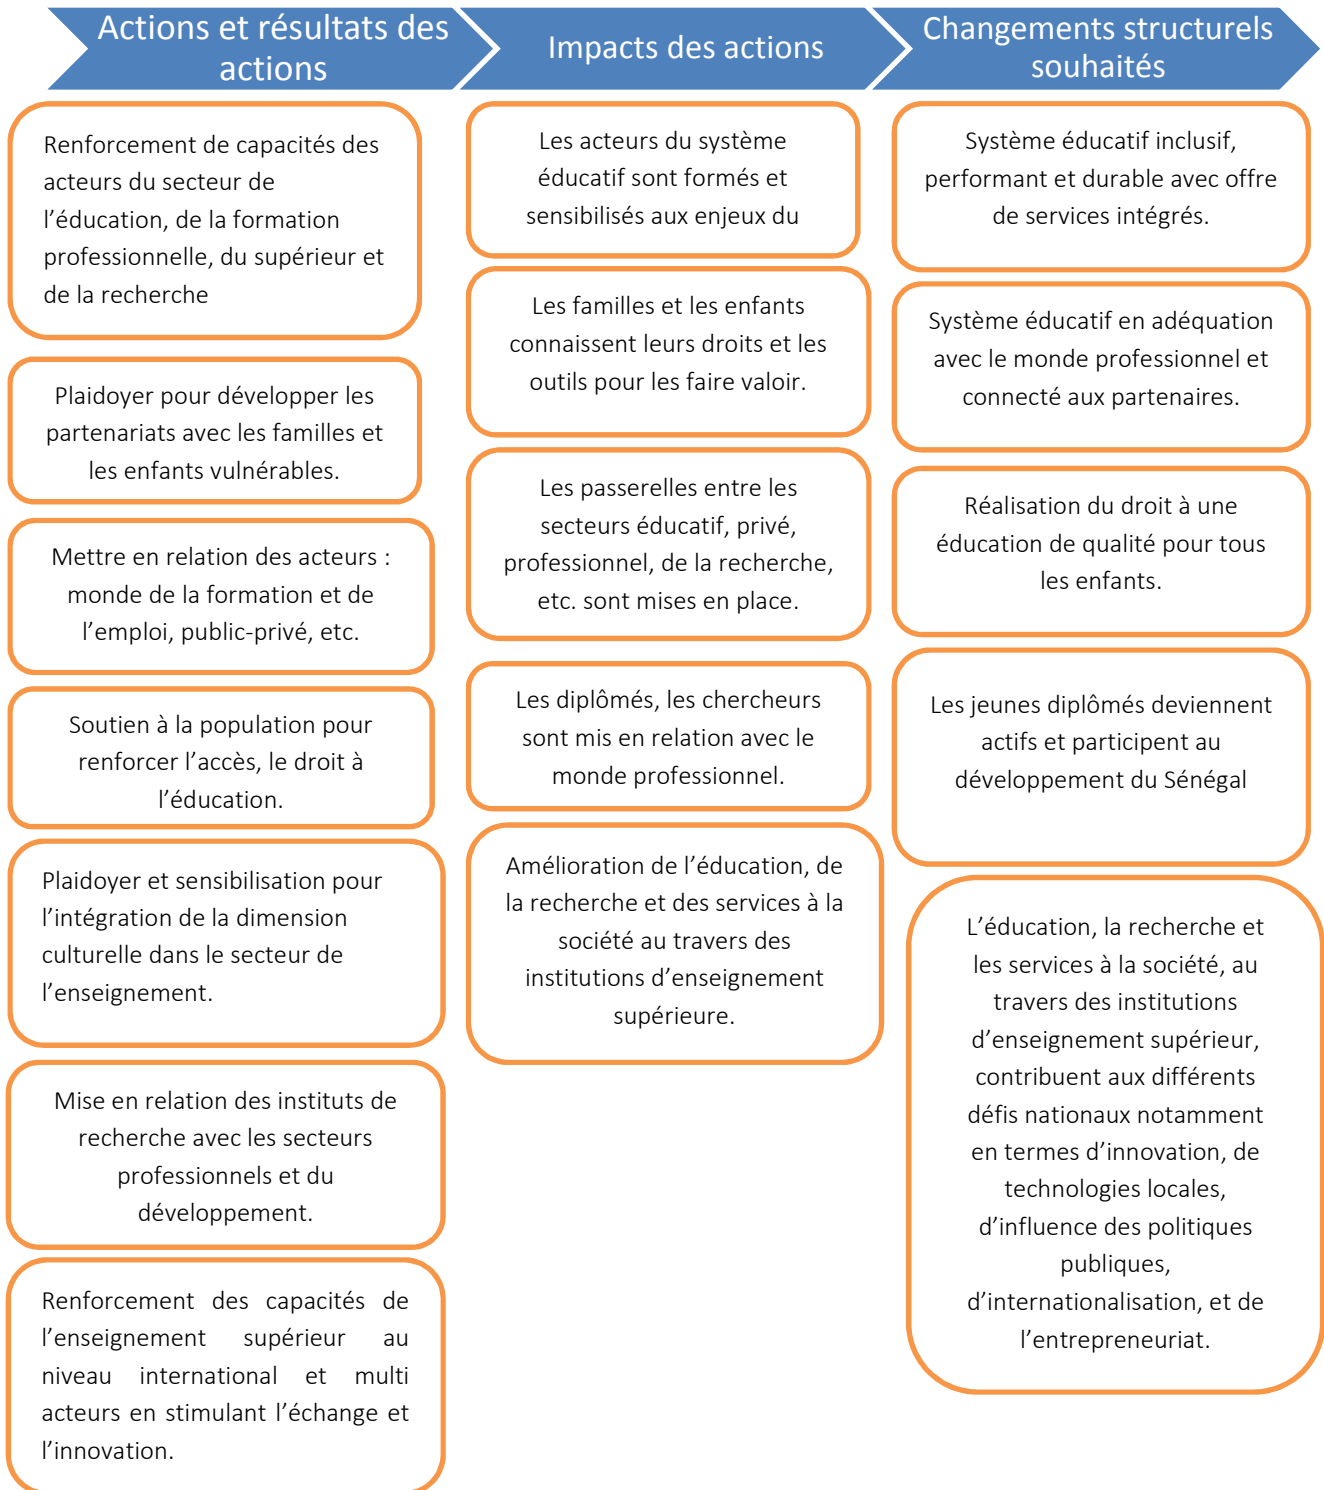 Actions et résultats des
actions
Impacts des actions
Changements structurels
souhaités
Renforcement de capacités des
acteurs du secteur de
l’éducation, de la formation
professionnelle, du supérieur et
de la recherche
Plaidoyer pour développer les
partenariats avec les familles et
les enfants vulnérables.
Mettre en relation des acteurs :
monde de la formation et de
l’emploi, public-privé, etc.
Soutien à la population pour
renforcer l’accès, le droit à
l’éducation.
Plaidoyer et sensibilisation pour
l’intégration de la dimension
culturelle dans le secteur de
l’enseignement.
Mise en relation des instituts de
recherche avec les secteurs
professionnels et du
développement.
Renforcement des capacités de
l’enseignement supérieur au
niveau international et multi
acteurs en stimulant l’échange et
l’innovation.
Les acteurs du système
éducatif sont formés et
sensibilisés aux enjeux du
Les familles et les enfants
connaissent leurs droits et les
outils pour les faire valoir.
Les passerelles entre les
secteurs éducatif, privé,
professionnel, de la recherche,
etc. sont mises en place.
Les diplômés, les chercheurs
sont mis en relation avec le
monde professionnel.
Amélioration de l’éducation, de
la recherche et des services à la
société au travers des
institutions d’enseignement
supérieure.
Système éducatif inclusif,
performant et durable avec offre
de services intégrés.
Système éducatif en adéquation
avec le monde professionnel et
connecté aux partenaires.
Réalisation du droit à une
éducation de qualité pour tous
les enfants.
Les jeunes diplômés deviennent
actifs et participent au
développement du Sénégal
L’éducation, la recherche et
les services à la société, au
travers des institutions
d’enseignement supérieur,
contribuent aux différents
défis nationaux notamment
en termes d’innovation, de
technologies locales,
d’influence des politiques
publiques,
d’internationalisation, et de
l’entrepreneuriat.